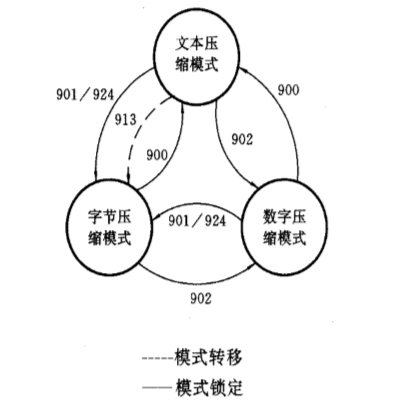 文本压
缩模式
901／924
913
900
902
900
字节压
缩模式
901／924
数字压
缩模式
902
-----模式转移
——模式锁定